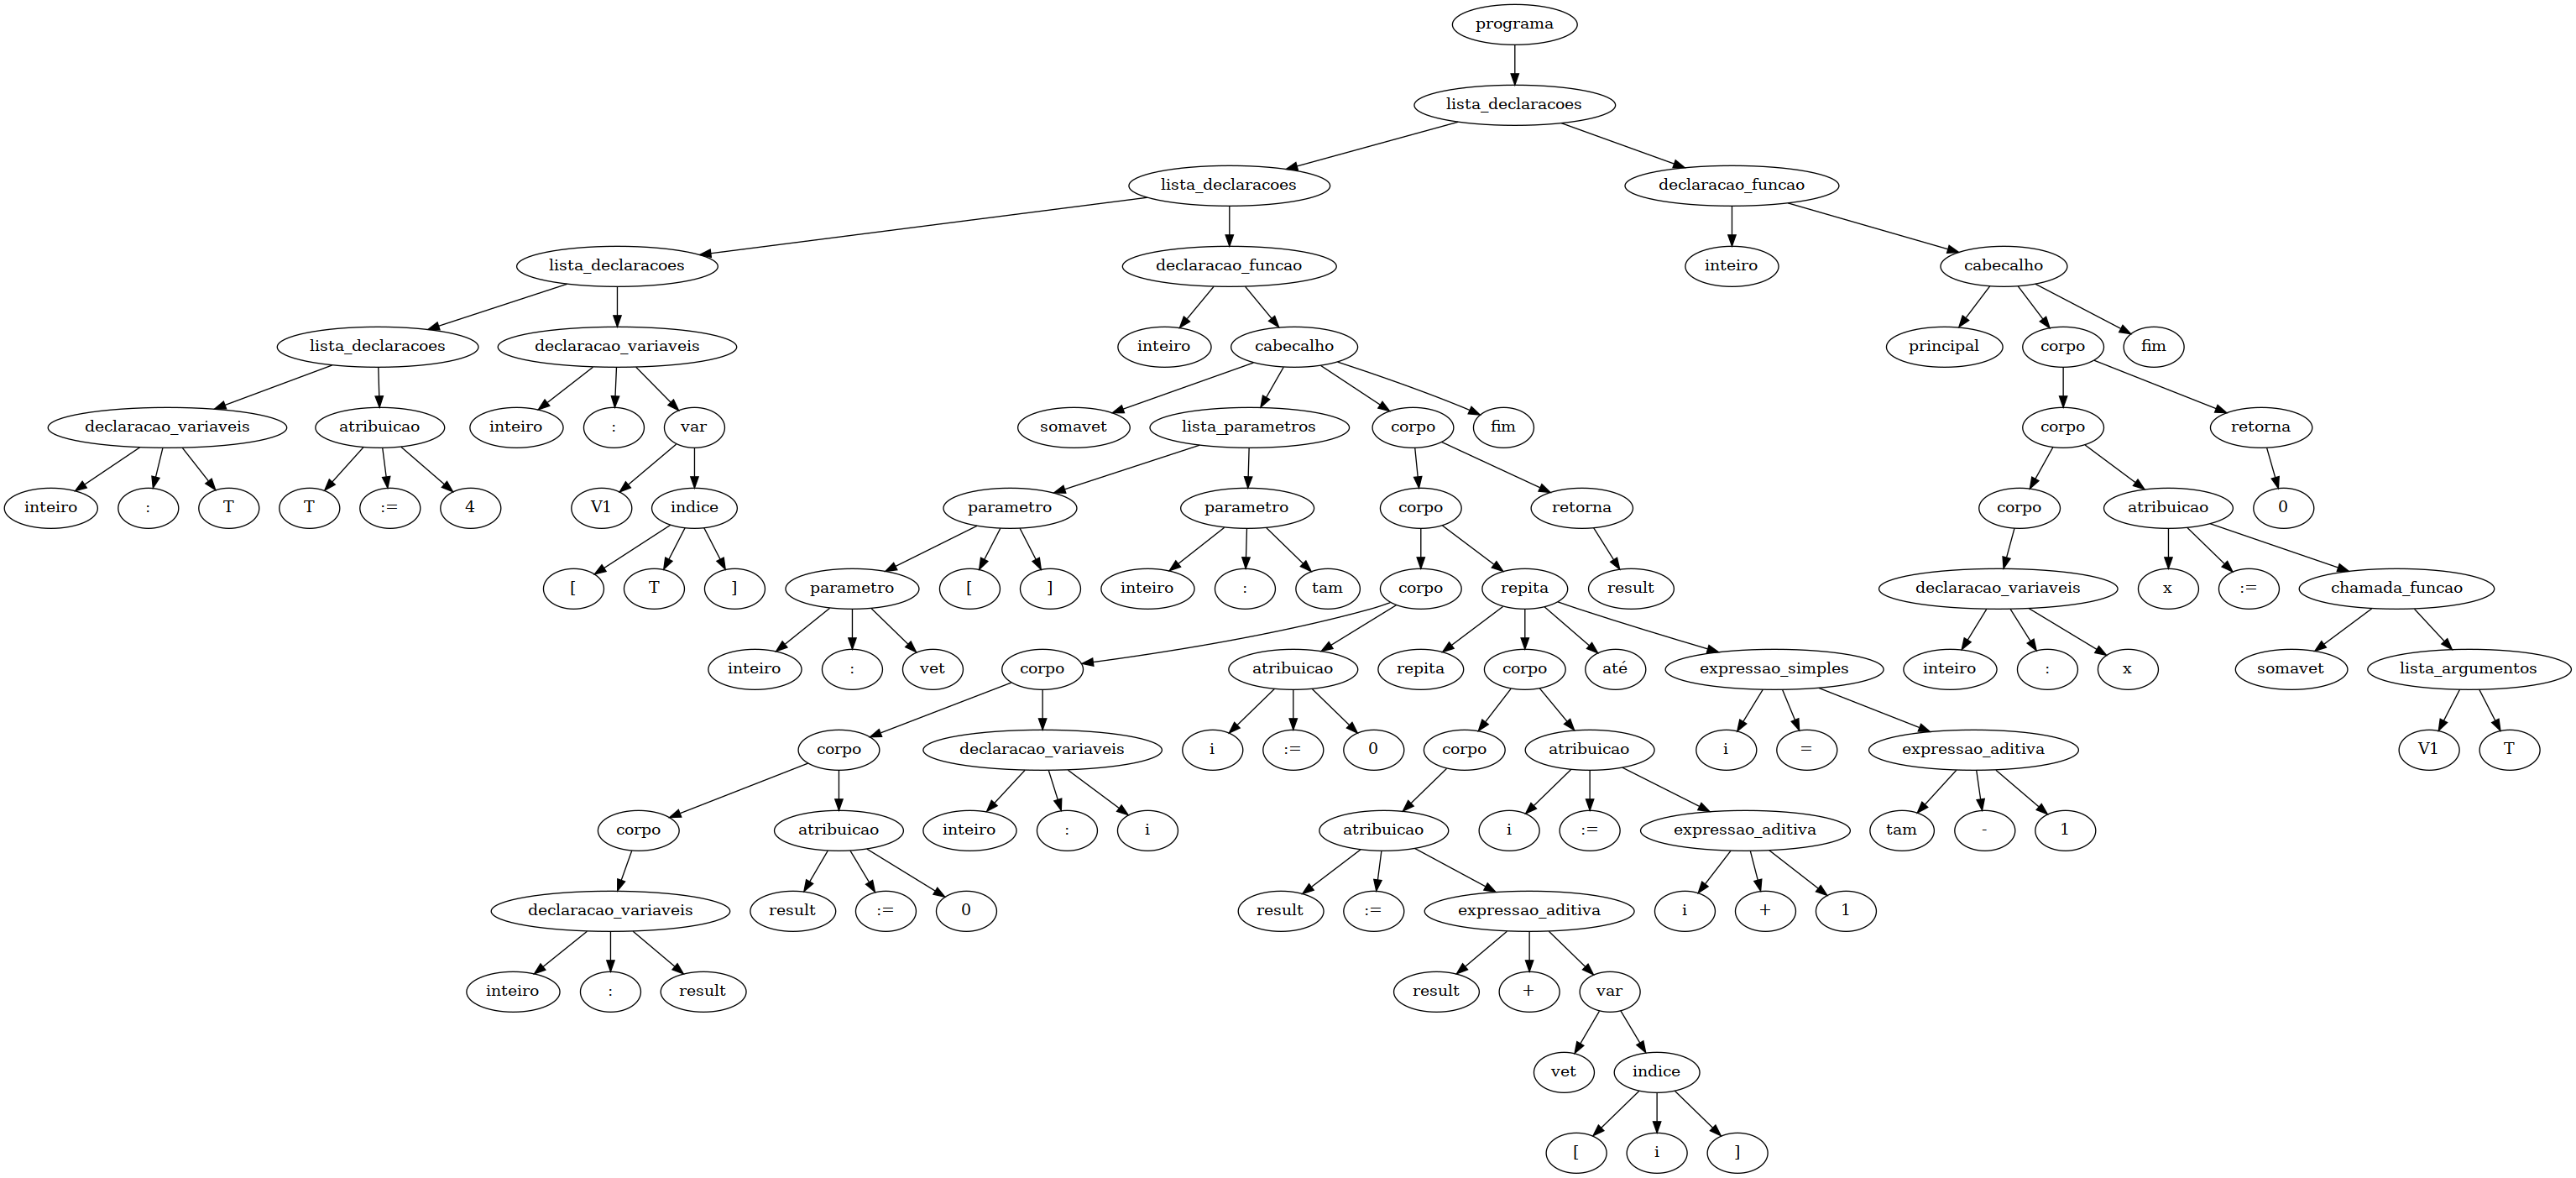 programa
lista_declaracoes
lista_declaracoes declaracao_funcao
lista_declaracoes declaracao_funcao inteiro cabecalho
lista_declaracoes declaracao_variaveis inteiro cabecalho principal corpo fim
declaracao_variaveis atribuicao inteiro : var somavet lista_parametros corpo fim corpo retorna
inteiro : T T := 4 V1 indice parametro parametro corpo retorna corpo atribuicao 0
[ T ] parametro [ ] inteiro : tam corpo repita result declaracao_variaveis x := chamada_funcao
inteiro : vet corpo atribuicao repita corpo até expressao_simples inteiro : x somavet lista_argumentos
corpo declaracao_variaveis i := 0 corpo atribuicao i = expressao_aditiva V1 T
corpo atribuicao inteiro : i atribuicao i := expressao_aditiva tam - 1
declaracao_variaveis result := 0 result := expressao_aditiva i + 1
inteiro : result result + var
vet indice
[ i ]